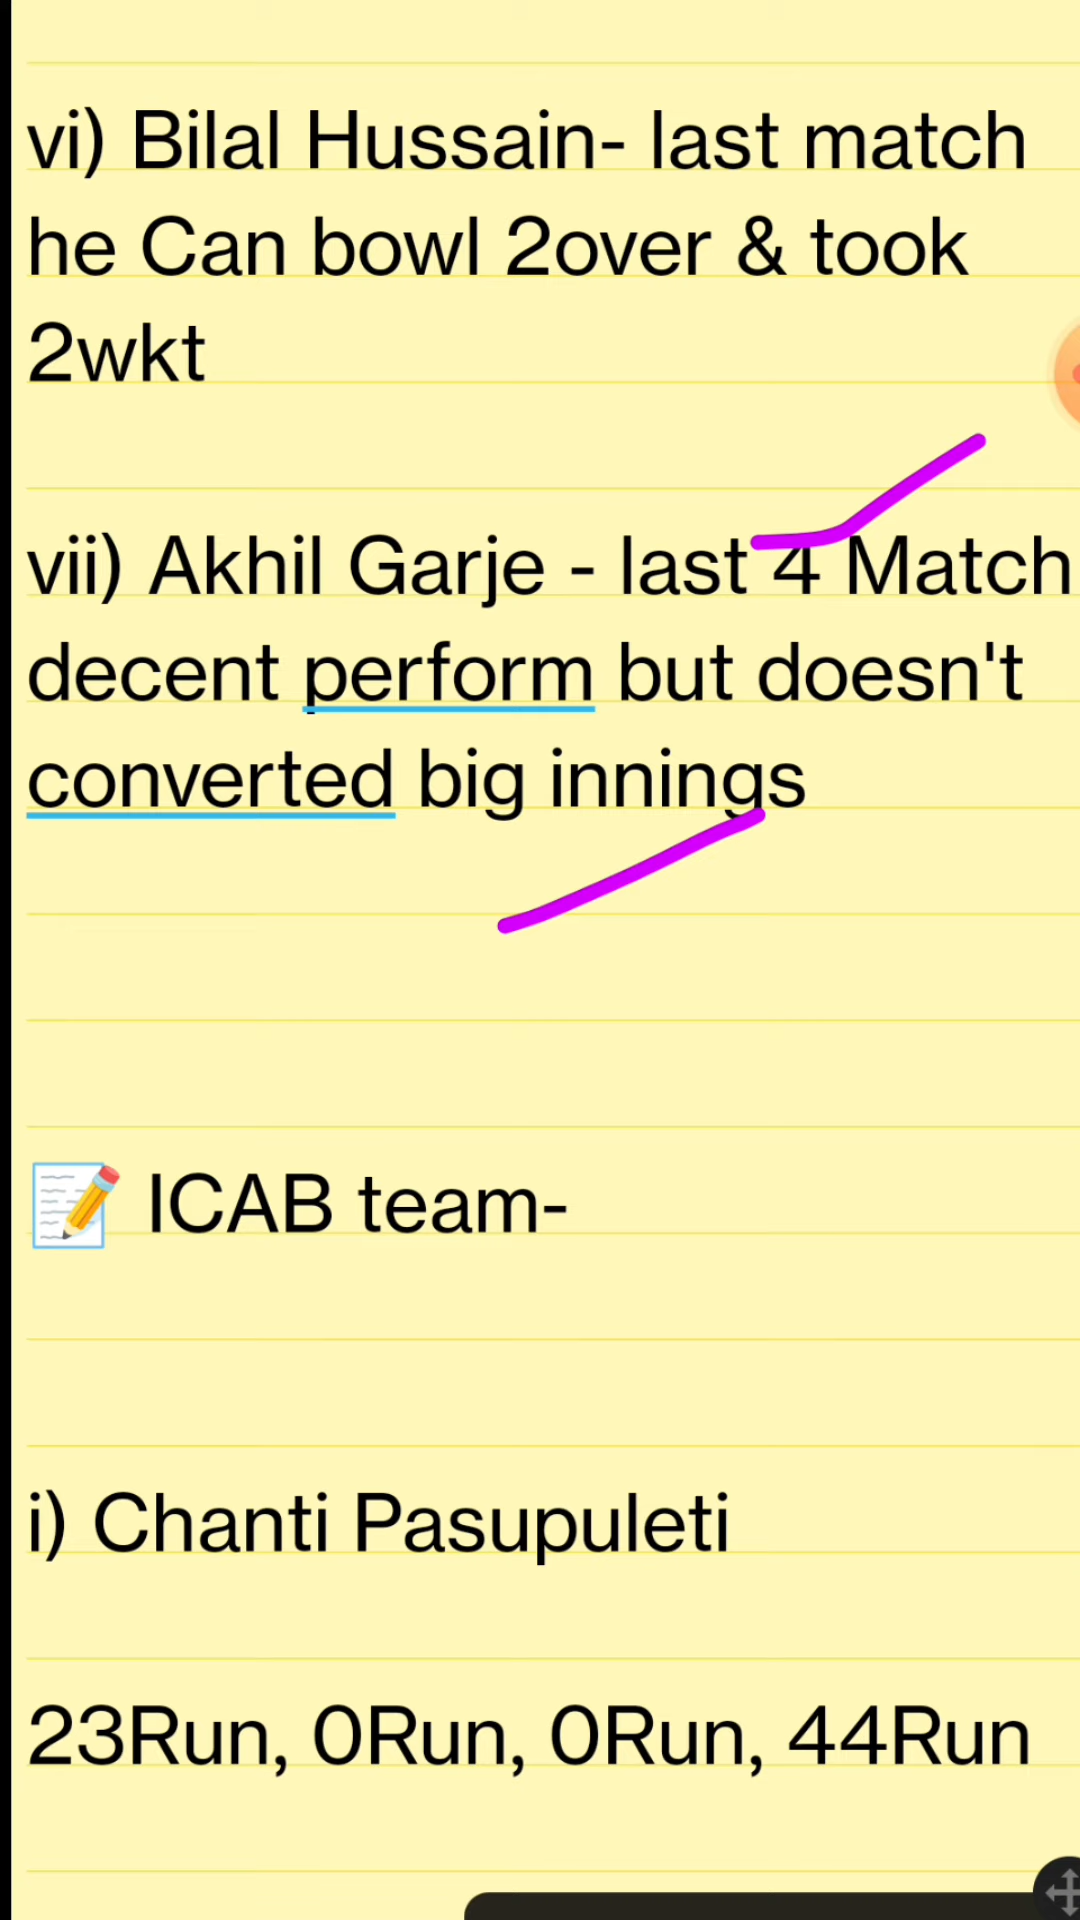 vi) Bilal Hussain- last match
he Can bowl 2over & took
2wkt
vii) Akhil Garje - last 4 Match
decent perform but doesn't
converted big innings
📝 ICAB team-
i) Chanti Pasupuleti
23Run, 0Run, 0Run, 44Run